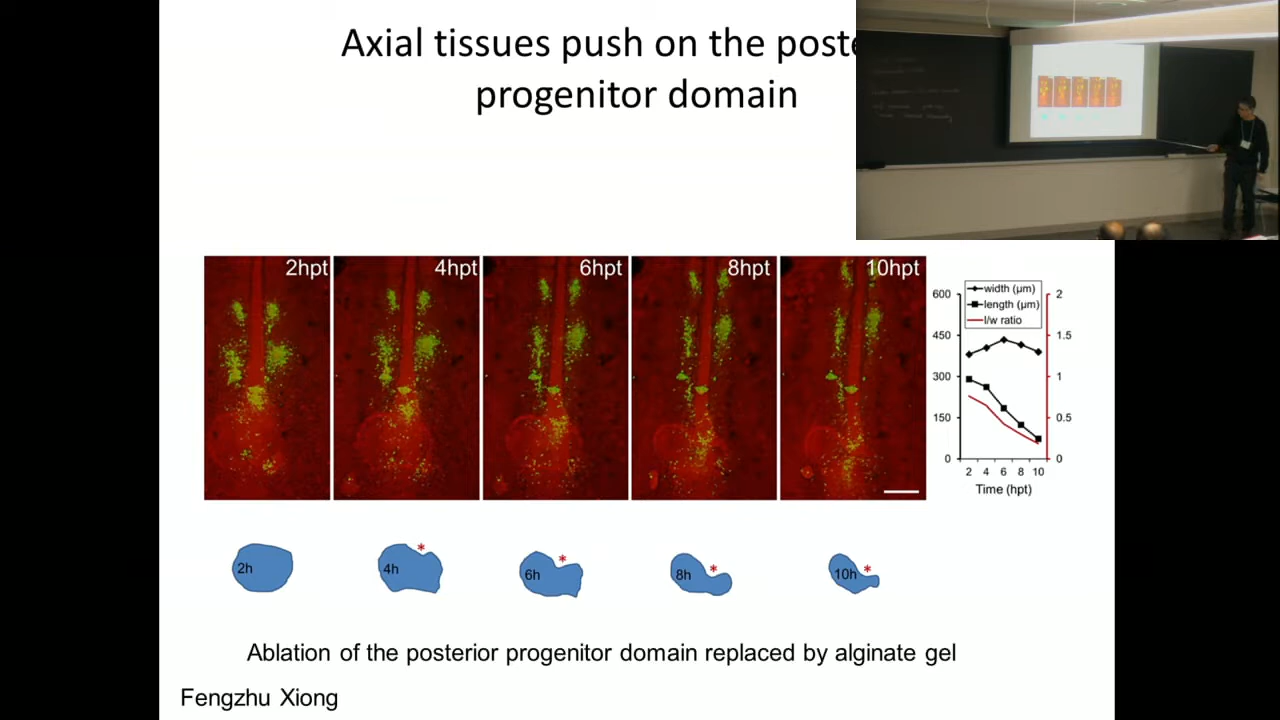 Axial tissues push on the poste
progenitor domain
2hpt
4hpt
6hpt
8hpt
10hpt
width (µm)
length (µm)
l/w ratio
600
450
300
150
0
2
1.5
1
0.5
0
2 4 6 8 10
Time (hpt)
2h
4h
*
6h
*
8h
*
10h
*
Ablation of the posterior progenitor domain replaced by alginate gel
Fengzhu Xiong